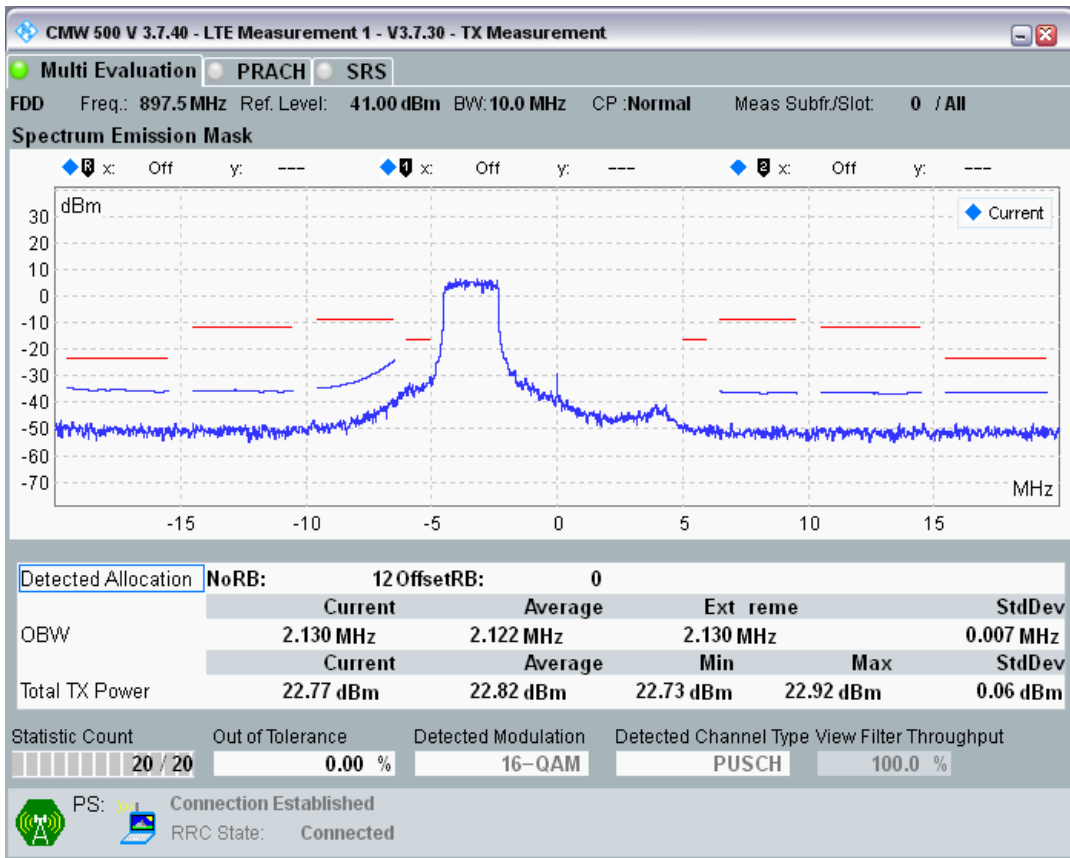 CMW 500 V 3.7.40 - LTE Measurement 1 - V3.7.30 - TX Measurement
Multi Evaluation PRACH SRS
FDD Freq.: 897.5 MHz Ref. Level: 41.00 dBm BW: 10.0 MHz CP :Normal Meas Subfr./Slot: 0 / All
Spectrum Emission Mask
R x: Off y: --- 1 x: Off y: --- 2 x: Off y: ---
dBm
Current
30
20
10
0
-10
-20
-30
-40
-50
-60
-70
MHz
-15 -10 -5 0 5 10 15
Detected Allocation NoRB: 12 OffsetRB: 0
Current Average Ext reme StdDev
OBW 2.130 MHz 2.122 MHz 2.130 MHz 0.007 MHz
Current Average Min Max StdDev
Total TX Power 22.77 dBm 22.82 dBm 22.73 dBm 22.92 dBm 0.06 dBm
Statistic Count Out of Tolerance Detected Modulation Detected Channel Type View Filter Throughput
20 / 20 0.00 % 16-QAM PUSCH 100.0 %
PS: Connection Established
RRC State: Connected